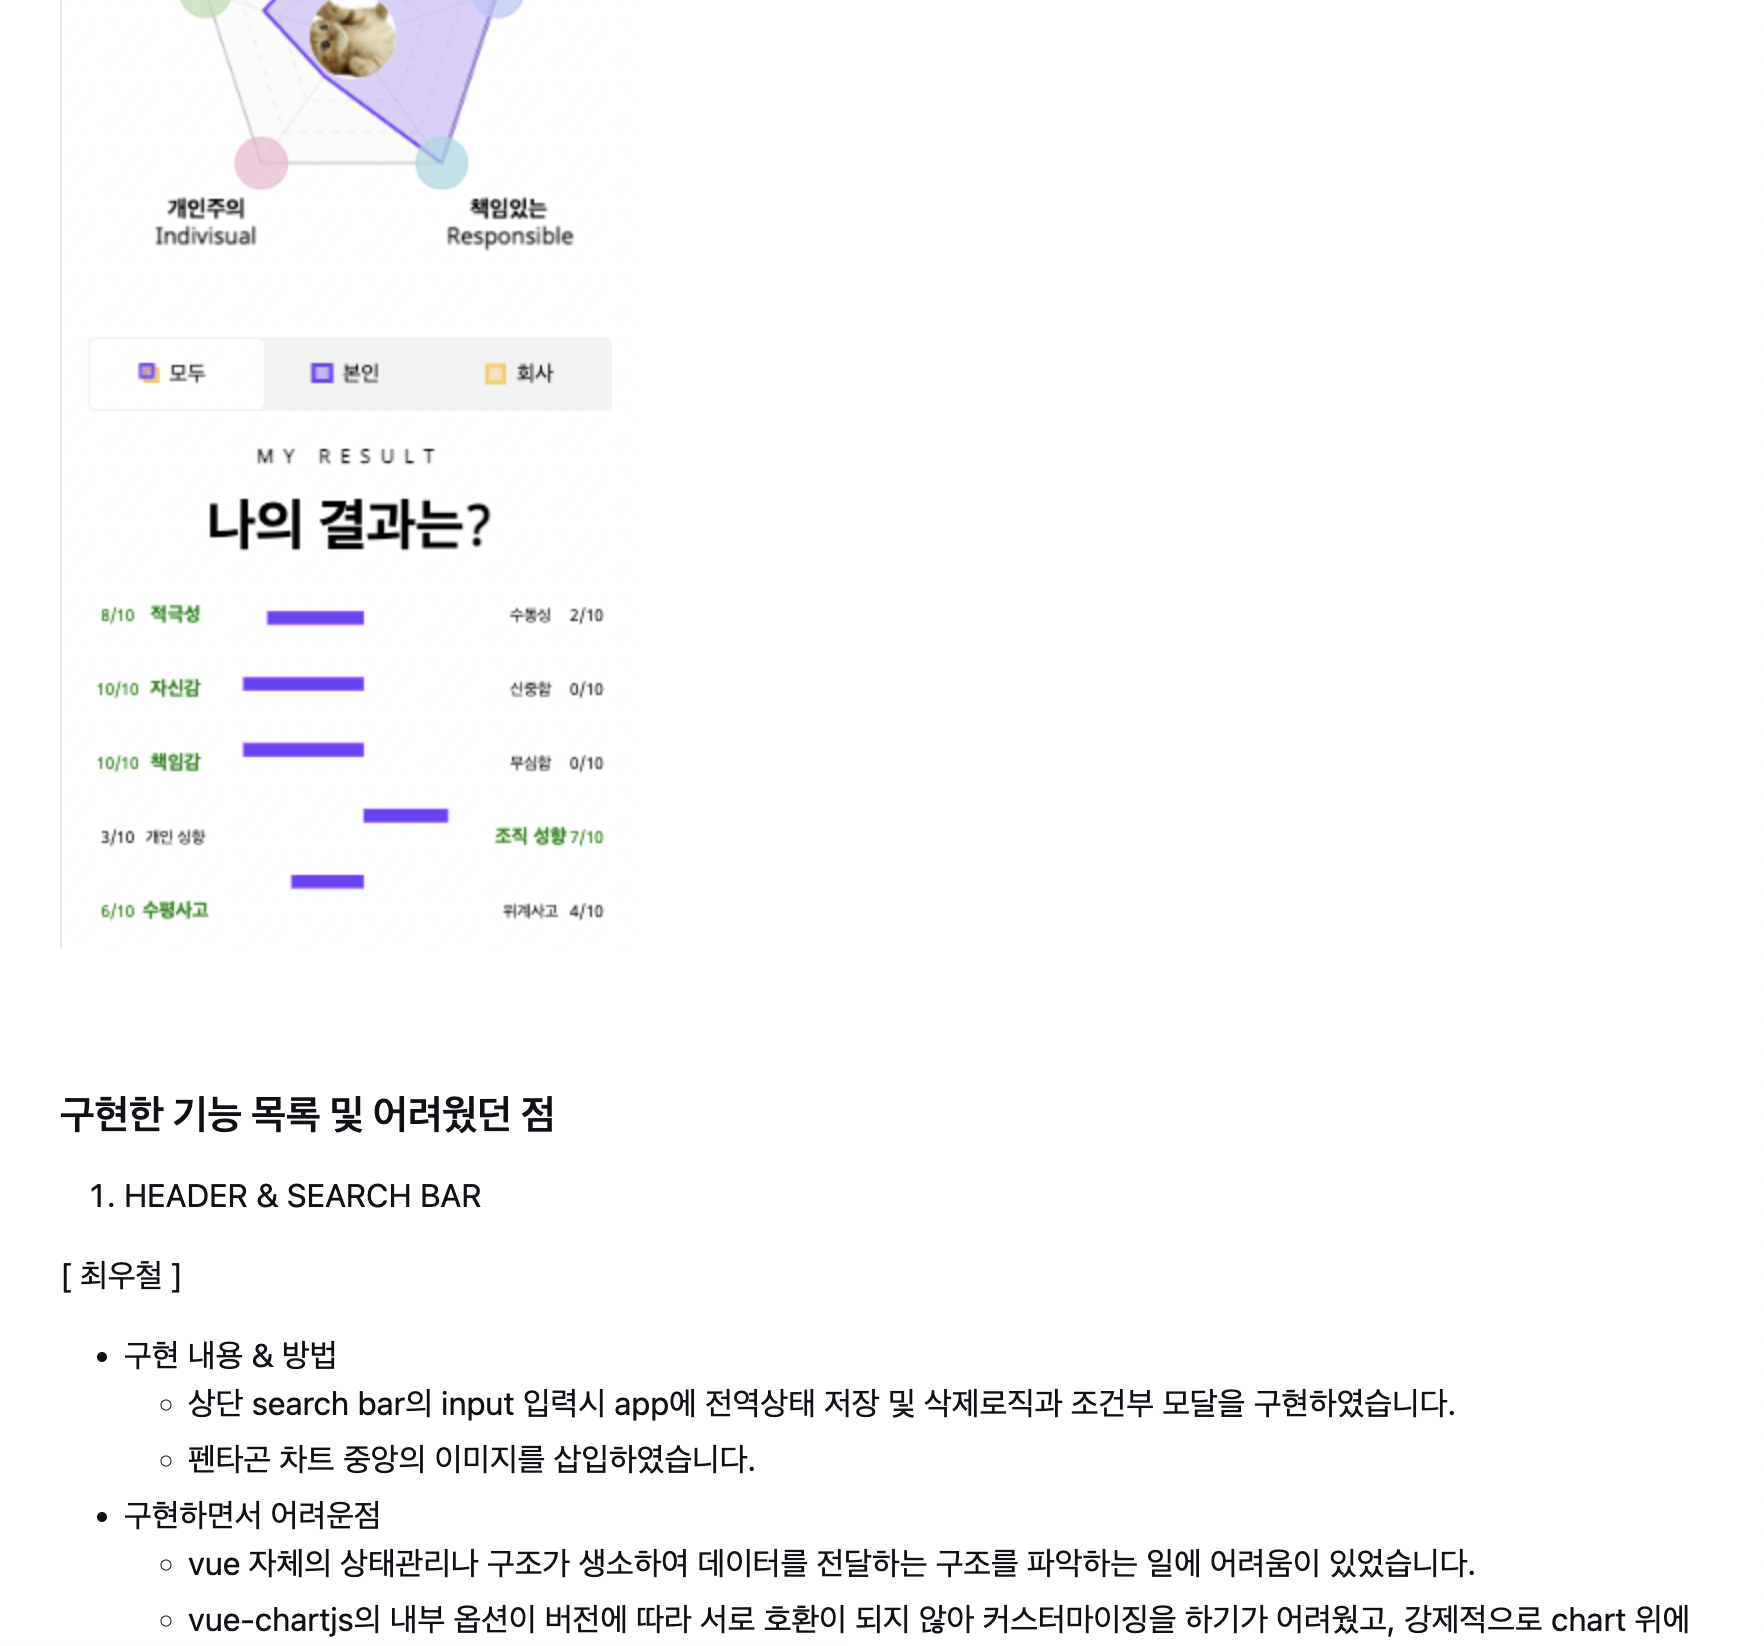 개인주의
Indivisual
책임있는
Responsible
모두
본인
회사
MY RESULT
나의 결과는?
8/10 적극성 수동성 2/10
10/10 자신감 신중함 0/10
10/10 책임감 무심함 0/10
3/10 개인 성향 조직 성향 7/10
6/10 수평사고 위계사고 4/10
구현한 기능 목록 및 어려웠던 점
1. HEADER & SEARCH BAR
[ 최우철 ]
구현 내용 & 방법
상단 search bar의 input 입력시 app에 전역상태 저장 및 삭제로직과 조건부 모달을 구현하였습니다.
펜타곤 차트 중앙의 이미지를 삽입하였습니다.
구현하면서 어려운점
vue 자체의 상태관리나 구조가 생소하여 데이터를 전달하는 구조를 파악하는 일에 어려움이 있었습니다.
vue-chartjs의 내부 옵션이 버전에 따라 서로 호환이 되지 않아 커스터마이징을 하기가 어려웠고, 강제적으로 chart 위에